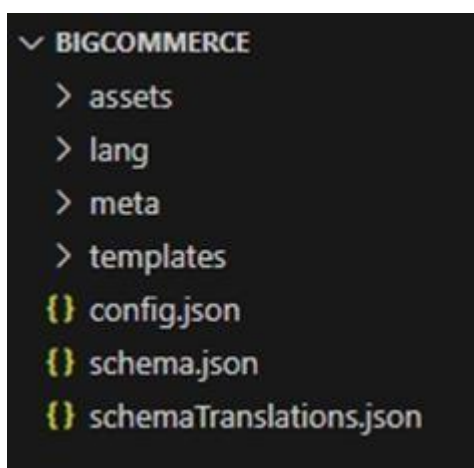 BIGCOMMERCE
assets
lang
meta
templates
{} config.json
{} schema.json
{} schemaTranslations.json